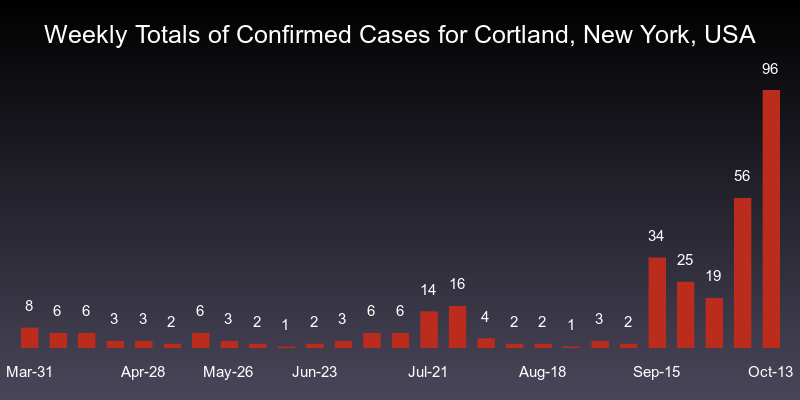 Weekly Totals of Confirmed Cases for Cortland, New York, USA
8 6 6 3 3 2 6 3 2 1 2 3 6 6 14 16 4 2 2 1 3 2 34 25 19 56 96
Mar-31 Apr-28 May-26 Jun-23 Jul-21 Aug-18 Sep-15 Oct-13